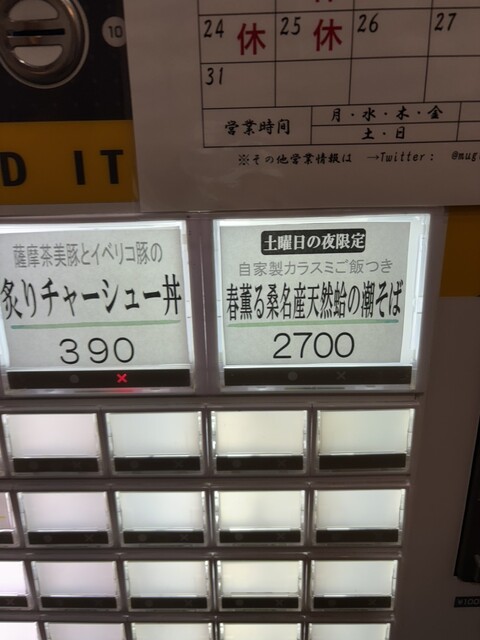 10
D IT
24 休 25 休 26 27
31
営業時間
月・水・木・金
土・日
※その他営業情報は →Twitter：
薩摩茶美豚とイベリコ豚の
炙りチャーシュー丼
390
土曜日の夜限定
自家製カラスミご飯つき
春薫る桑名産天然蛤の潮そば
2700